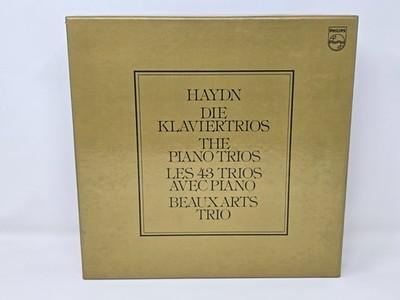 PHILIPS
HAYDN
DIE
KLAVIERTRIOS
THE
PIANO TRIOS
LES 43 TRIOS
AVEC PIANO
BEAUX ARTS
TRIO